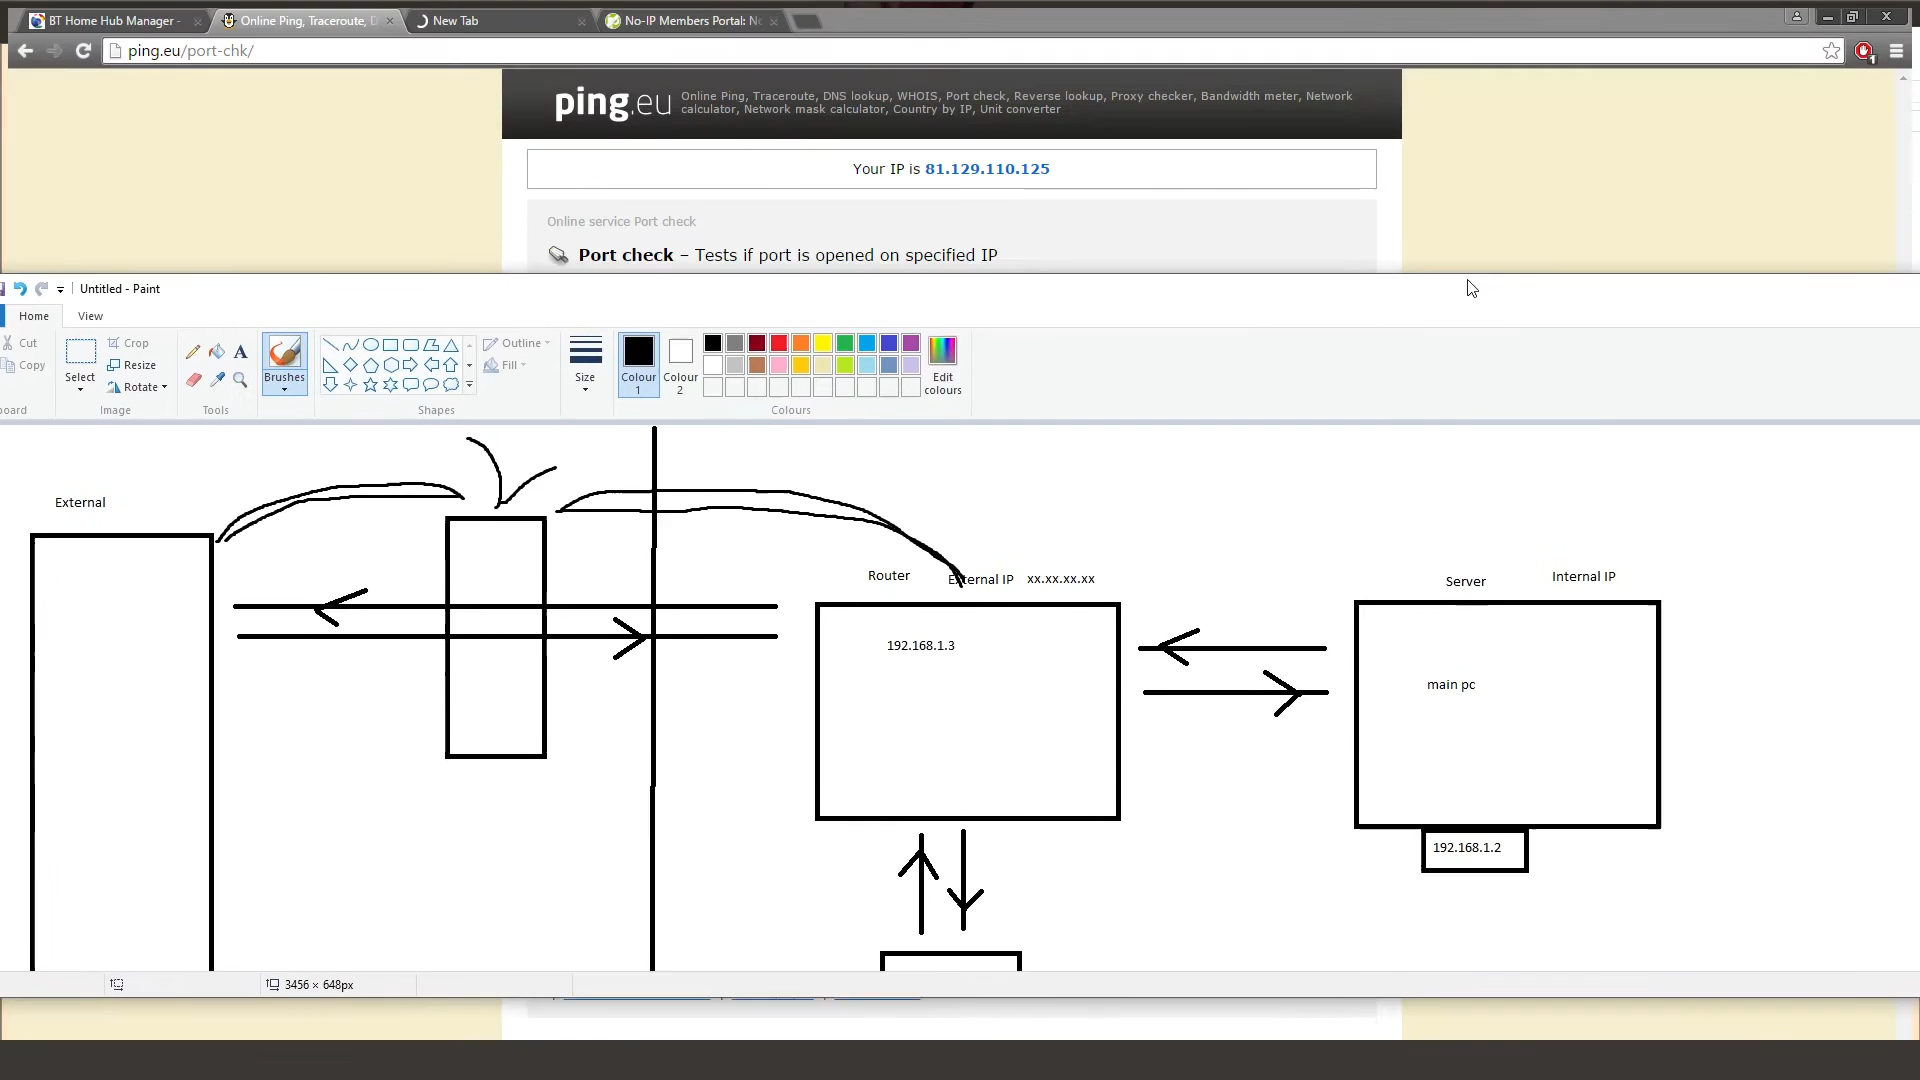 BT Home Hub Manager -
Online Ping, Traceroute, D
New Tab
No-IP Members Portal: No
ping.eu/port-chk/
ping.eu
Online Ping, Traceroute, DNS lookup, WHOIS, Port check, Reverse lookup, Proxy checker, Bandwidth meter, Network
calculator, Network mask calculator, Country by IP, Unit converter
Your IP is 81.129.110.125
Online service Port check
Port check – Tests if port is opened on specified IP
Untitled - Paint
Home
View
Cut
Copy
Select
Crop
Resize
Rotate
A
Brushes
Outline
Fill
Size
Colour
1
Colour
2
Edit
colours
oard
Image
Tools
Shapes
Colours
External
Router
External IP xx.xx.xx.xx
192.168.1.3
Server
Internal IP
main pc
192.168.1.2
3456 × 648px